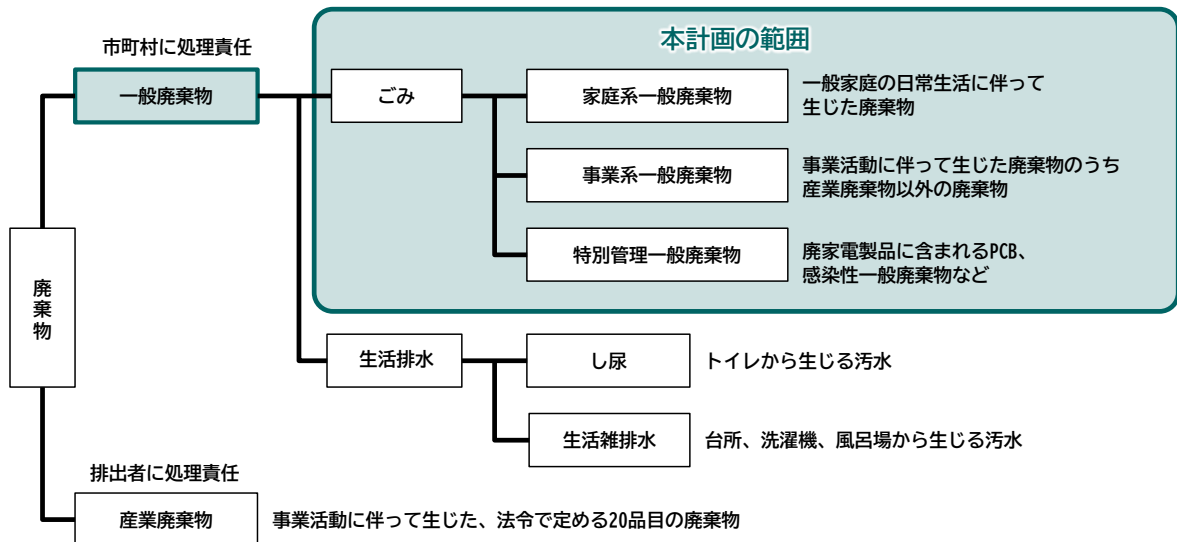 本計画の範囲
市町村に処理責任
一般廃棄物
ごみ
家庭系一般廃棄物
一般家庭の日常生活に伴って
生じた廃棄物
事業系一般廃棄物
事業活動に伴って生じた廃棄物のうち
産業廃棄物以外の廃棄物
特別管理一般廃棄物
廃家電製品に含まれるPCB、
感染性一般廃棄物など
廃棄物
生活排水
し尿
トイレから生じる汚水
生活雑排水
台所、洗濯機、風呂場から生じる汚水
排出者に処理責任
産業廃棄物
事業活動に伴って生じた、法令で定める20品目の廃棄物